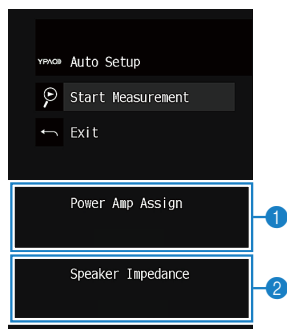 YPAO Auto Setup
Start Measurement
Exit
Power Amp Assign
1
Speaker Impedance
2